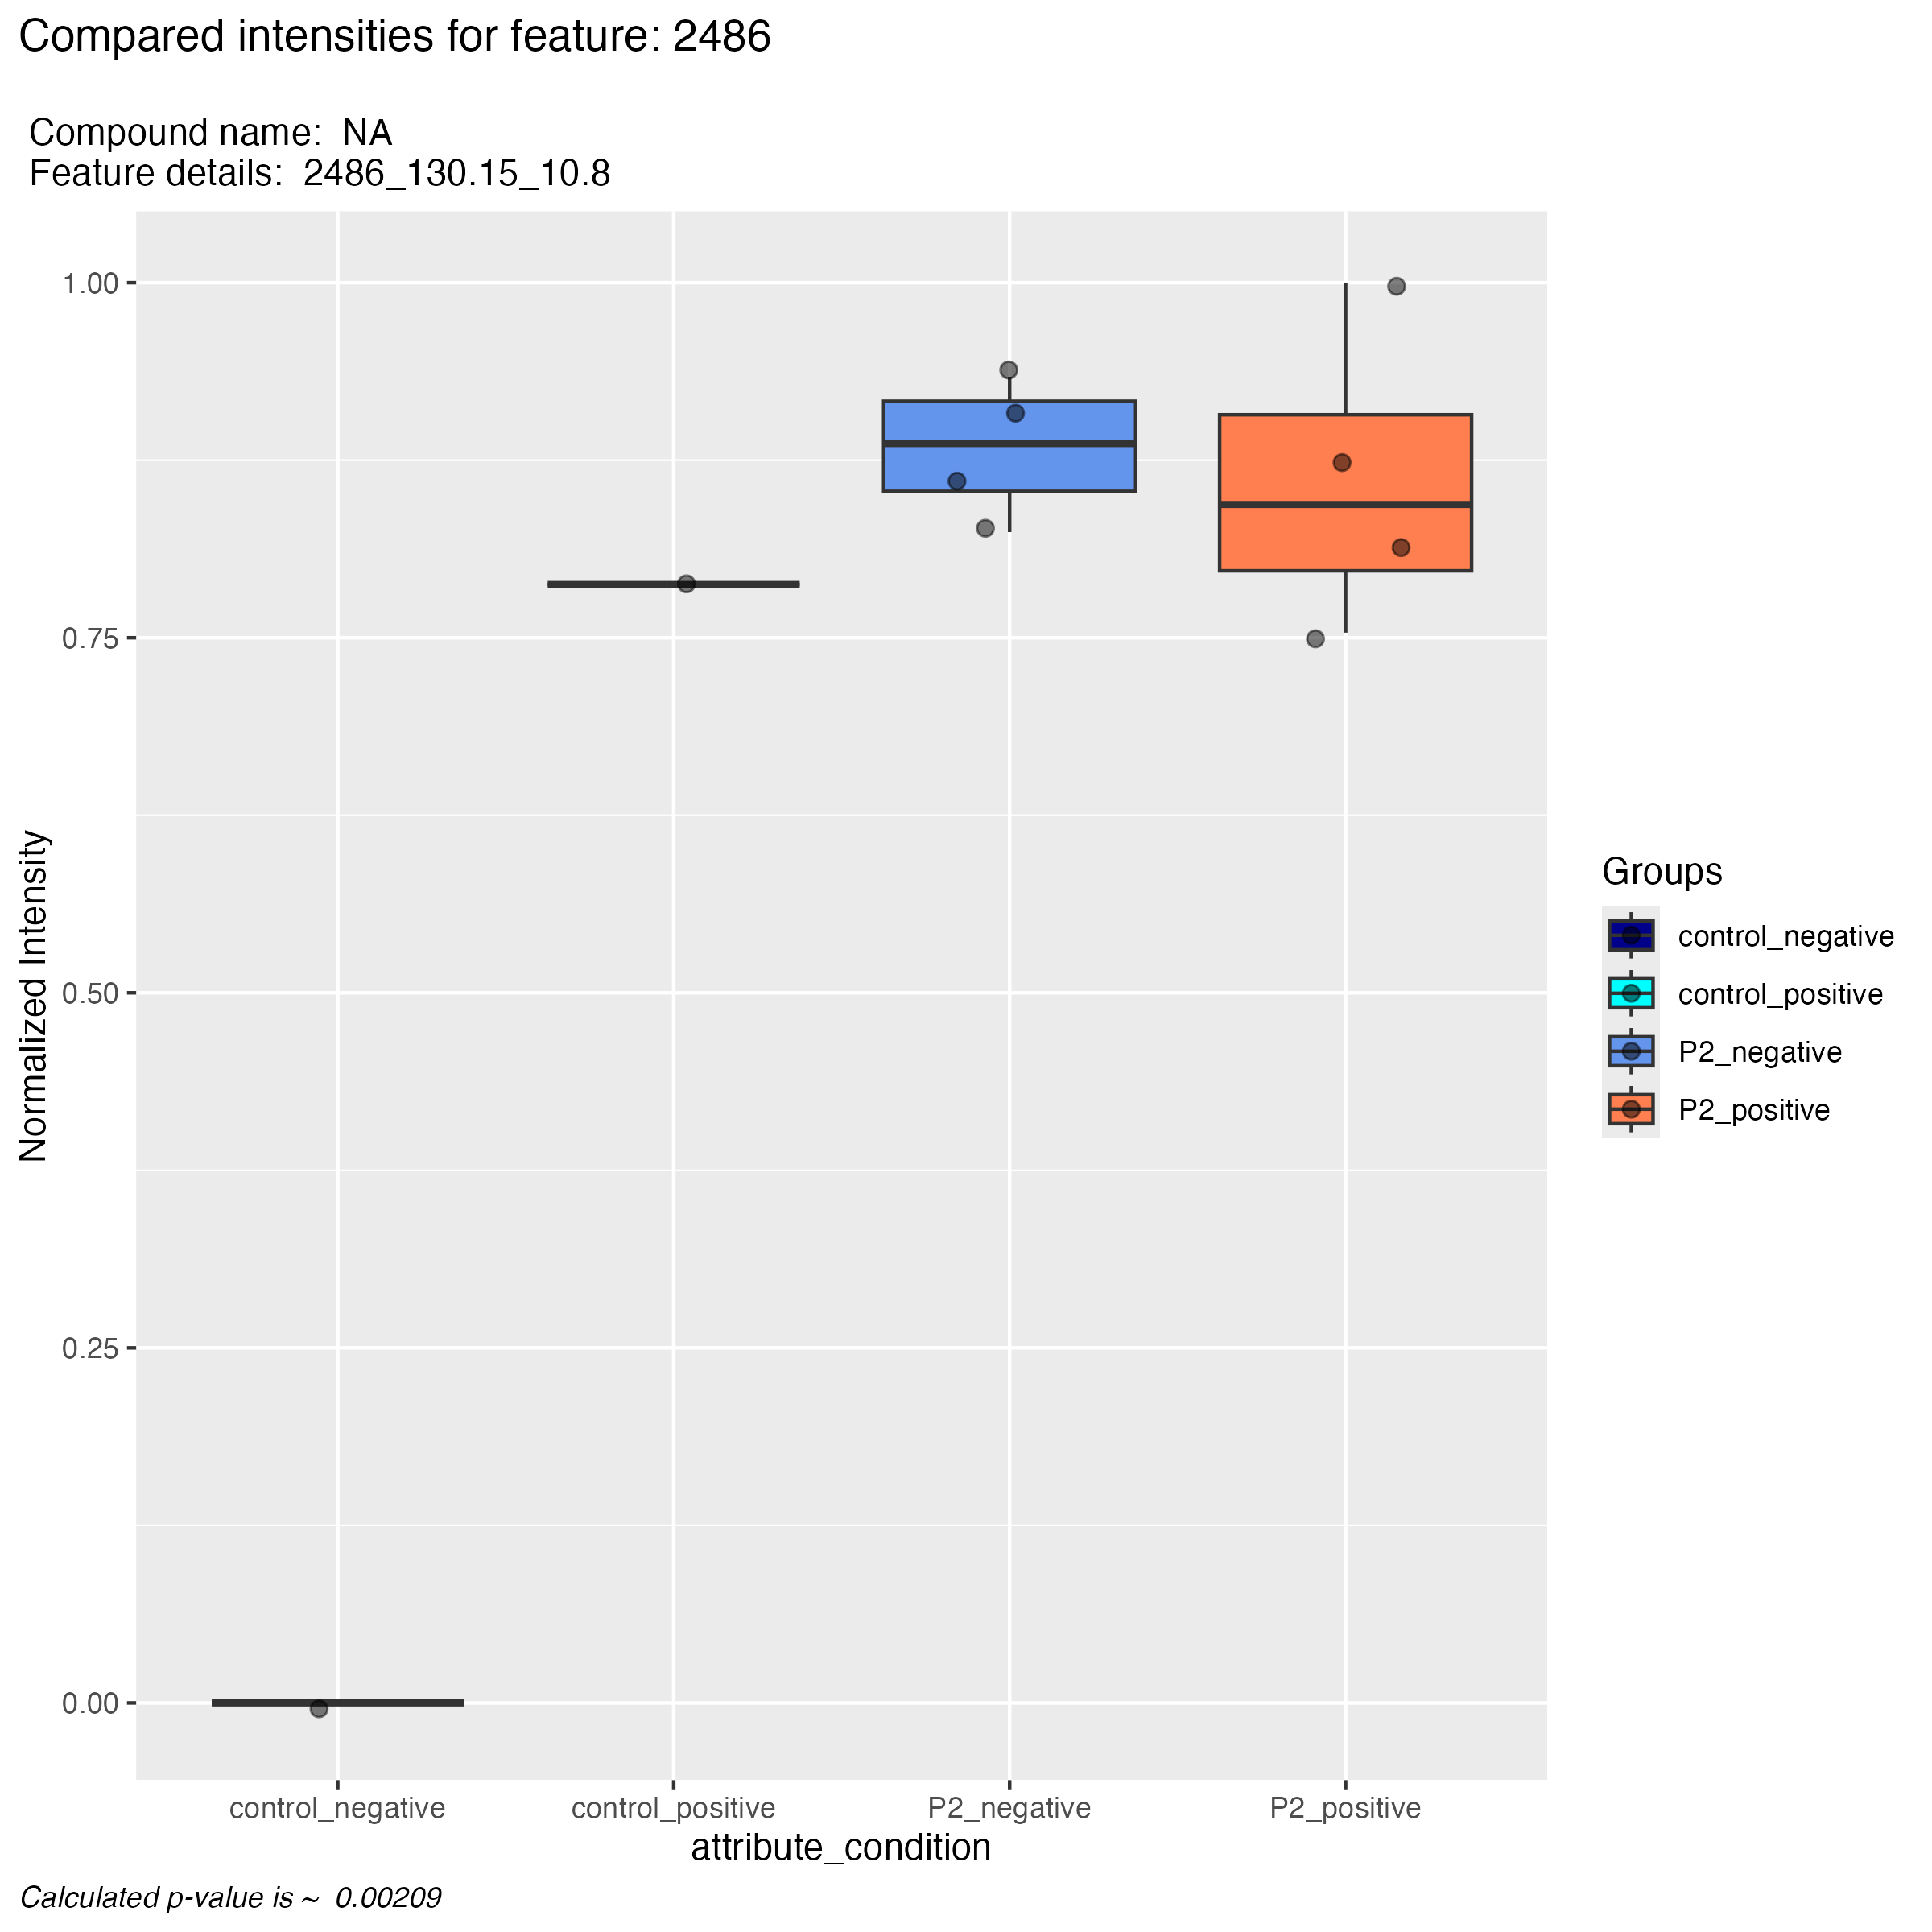 Compared intensities for feature: 2486
Compound name:  NA
Feature details:  2486_130.15_10.8
Normalized Intensity
1.00
0.75
0.50
0.25
0.00
control_negative
control_positive
P2_negative
P2_positive
attribute_condition
Groups
control_negative
control_positive
P2_negative
P2_positive
Calculated p-value is ~  0.00209